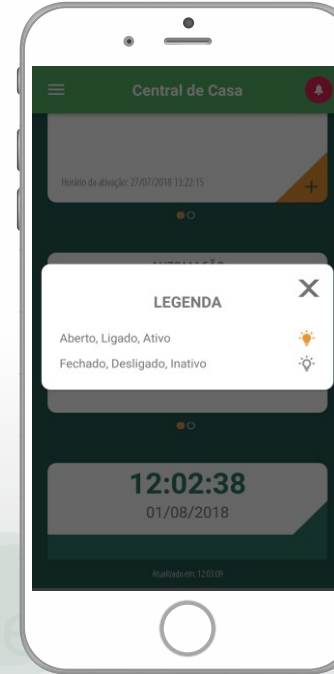 Central de Casa
Horário da ativação: 27/07/2018 13:22:15
+
LEGENDA
X
Aberto, Ligado, Ativo
Fechado, Desligado, Inativo
12:02:38
01/08/2018
Atualizado em: 12:03:09